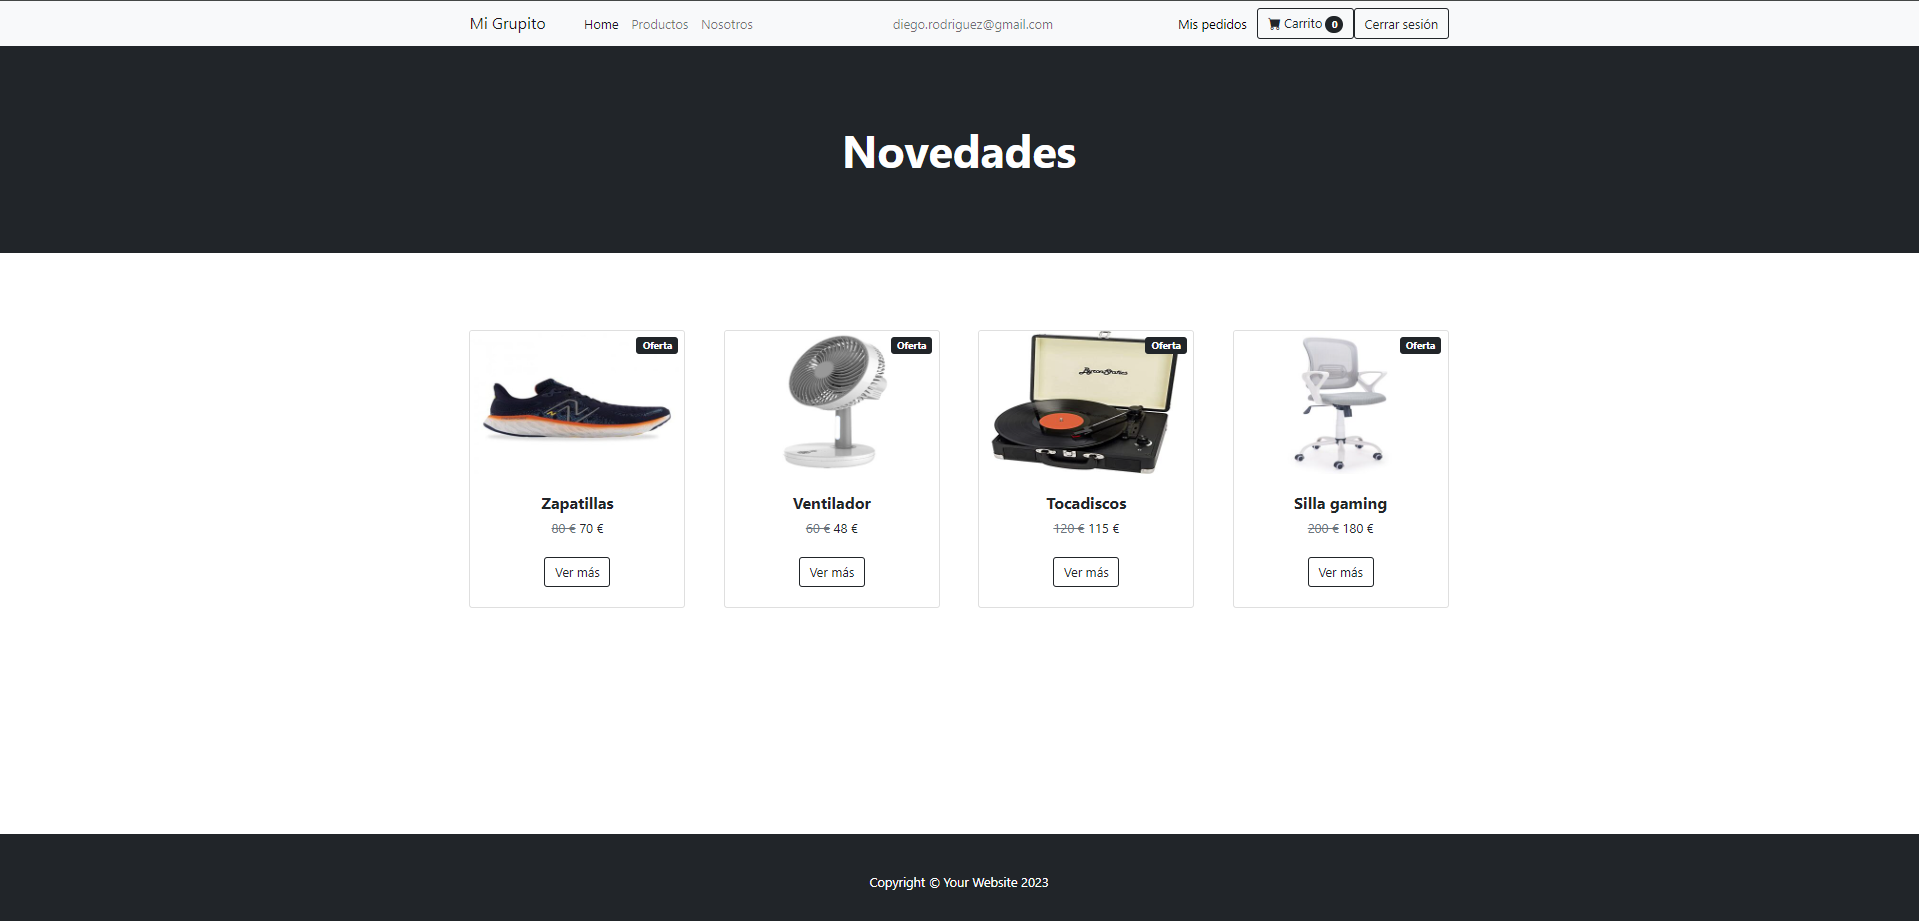 Mi Grupito Home Productos Nosotros diego.rodriguez@gmail.com Mis pedidos Carrito 0 Cerrar sesión
Novedades
Oferta
Zapatillas
80 € 70 €
Ver más
Oferta
Ventilador
60 € 48 €
Ver más
Oferta
Tocadiscos
120 € 115 €
Ver más
Oferta
Silla gaming
200 € 180 €
Ver más
Copyright © Your Website 2023